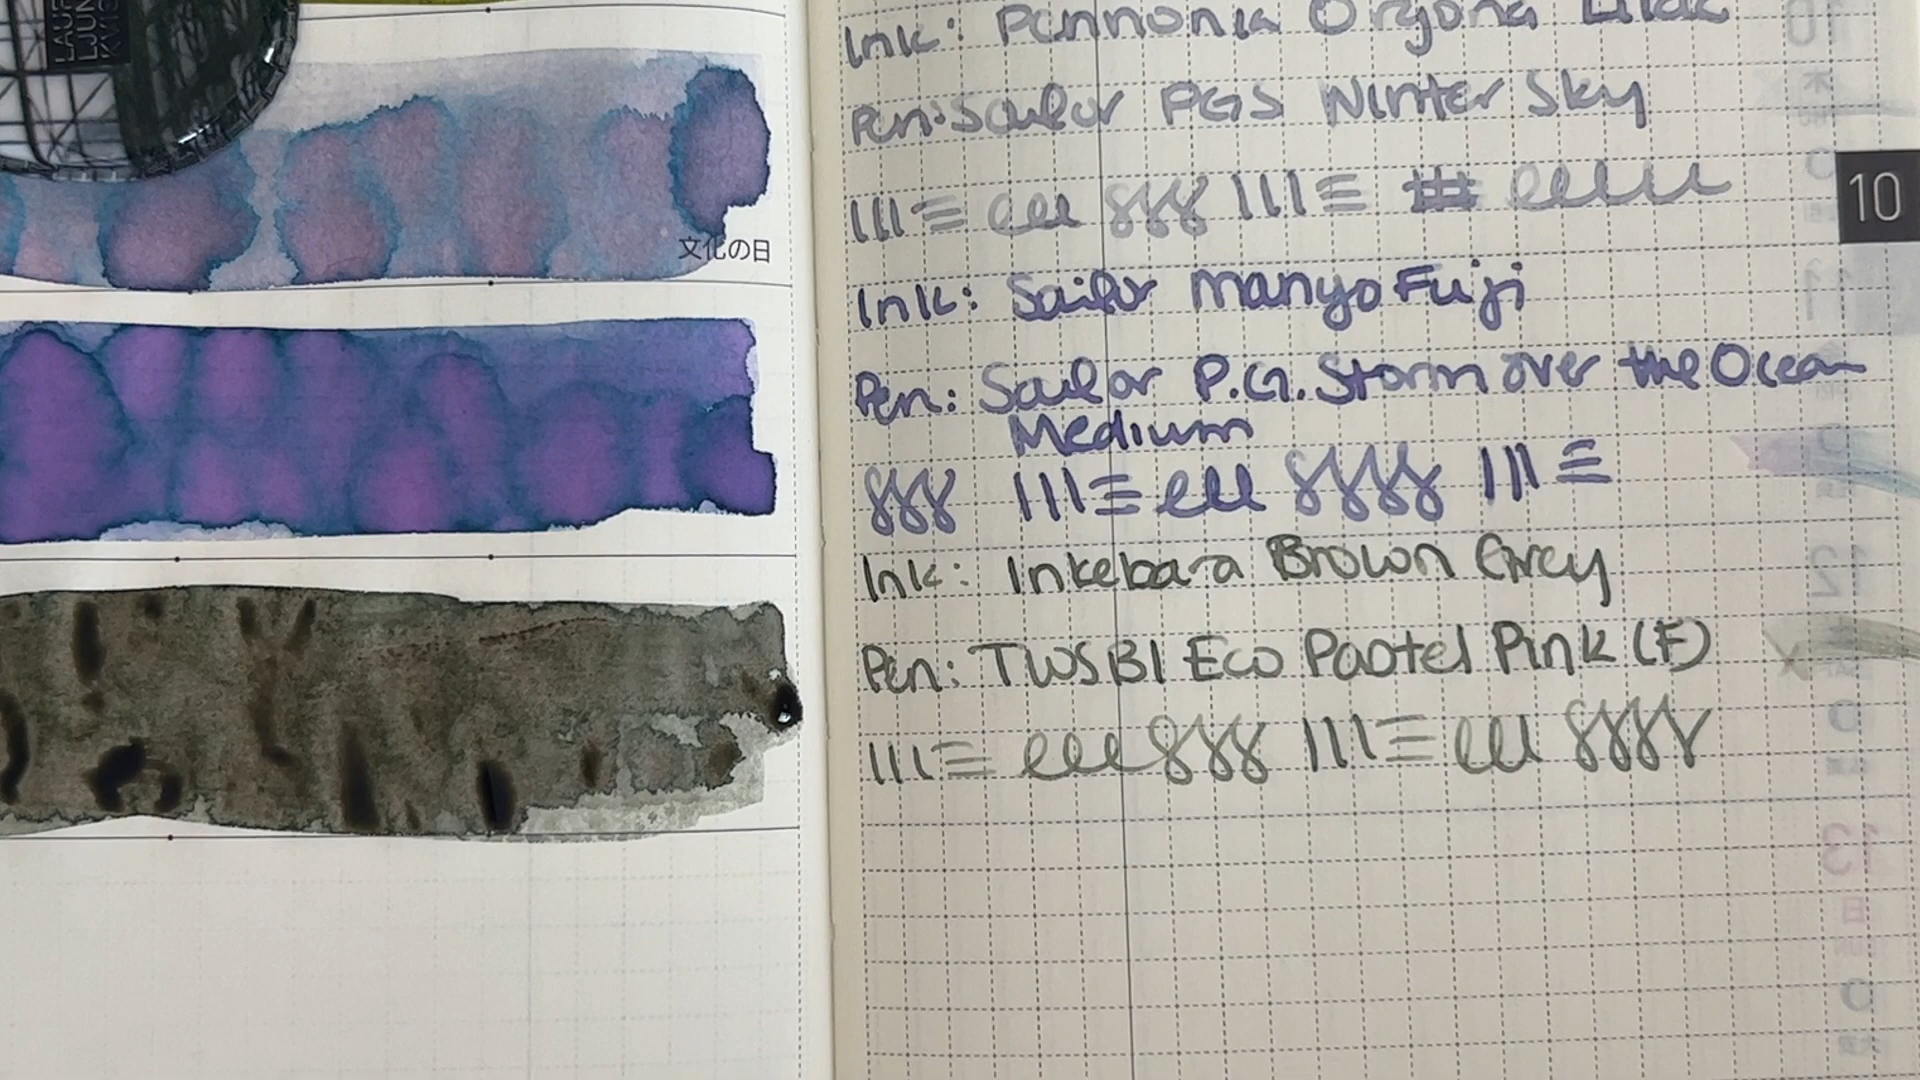 文化の日
Ink: Pennonia Orgona Lilac
Pen: Sailor PGS Winter Sky
Ink: Sailor Manyo Fuji
Pen: Sailor P.G. Storm over the Ocean
Medium
Ink: Inkebara Brown Grey
Pen: TWSBI Eco Pastel Pink (F)
10